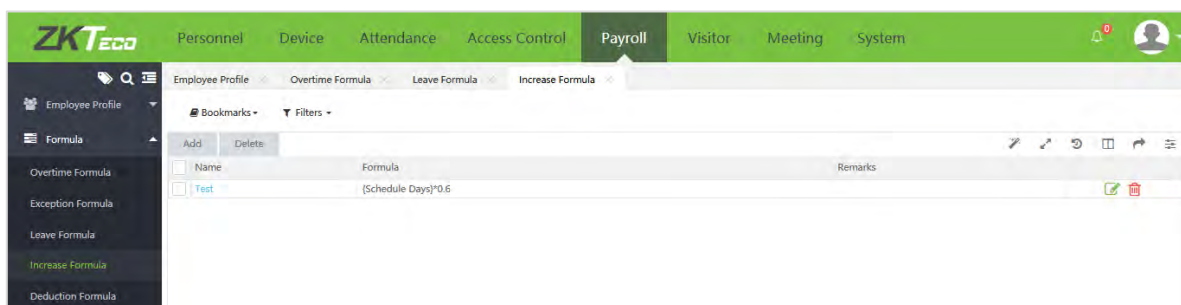 ZKTeco Personnel Device Attendance Access Control Payroll Visitor Meeting System 0
Employee Profile Overtime Formula Leave Formula Increase Formula
Employee Profile
Bookmarks Filters
Formula
Add Delete
Name Formula Remarks
Overtime Formula
Test {Schedule Days}*0.6
Exception Formula
Leave Formula
Increase Formula
Deduction Formula